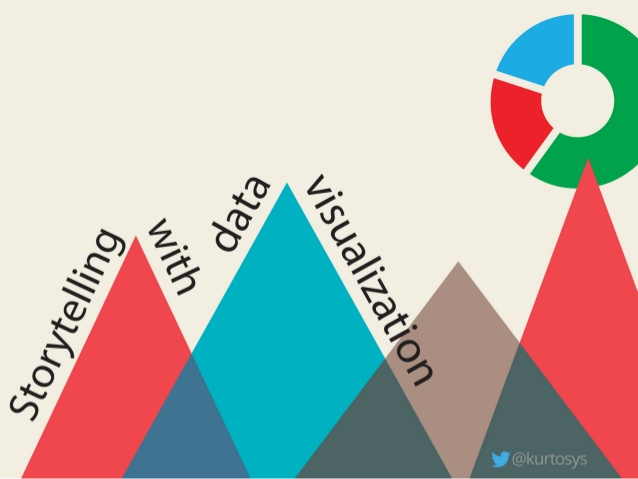 Storytelling
with
data
visualization
@kurtosys